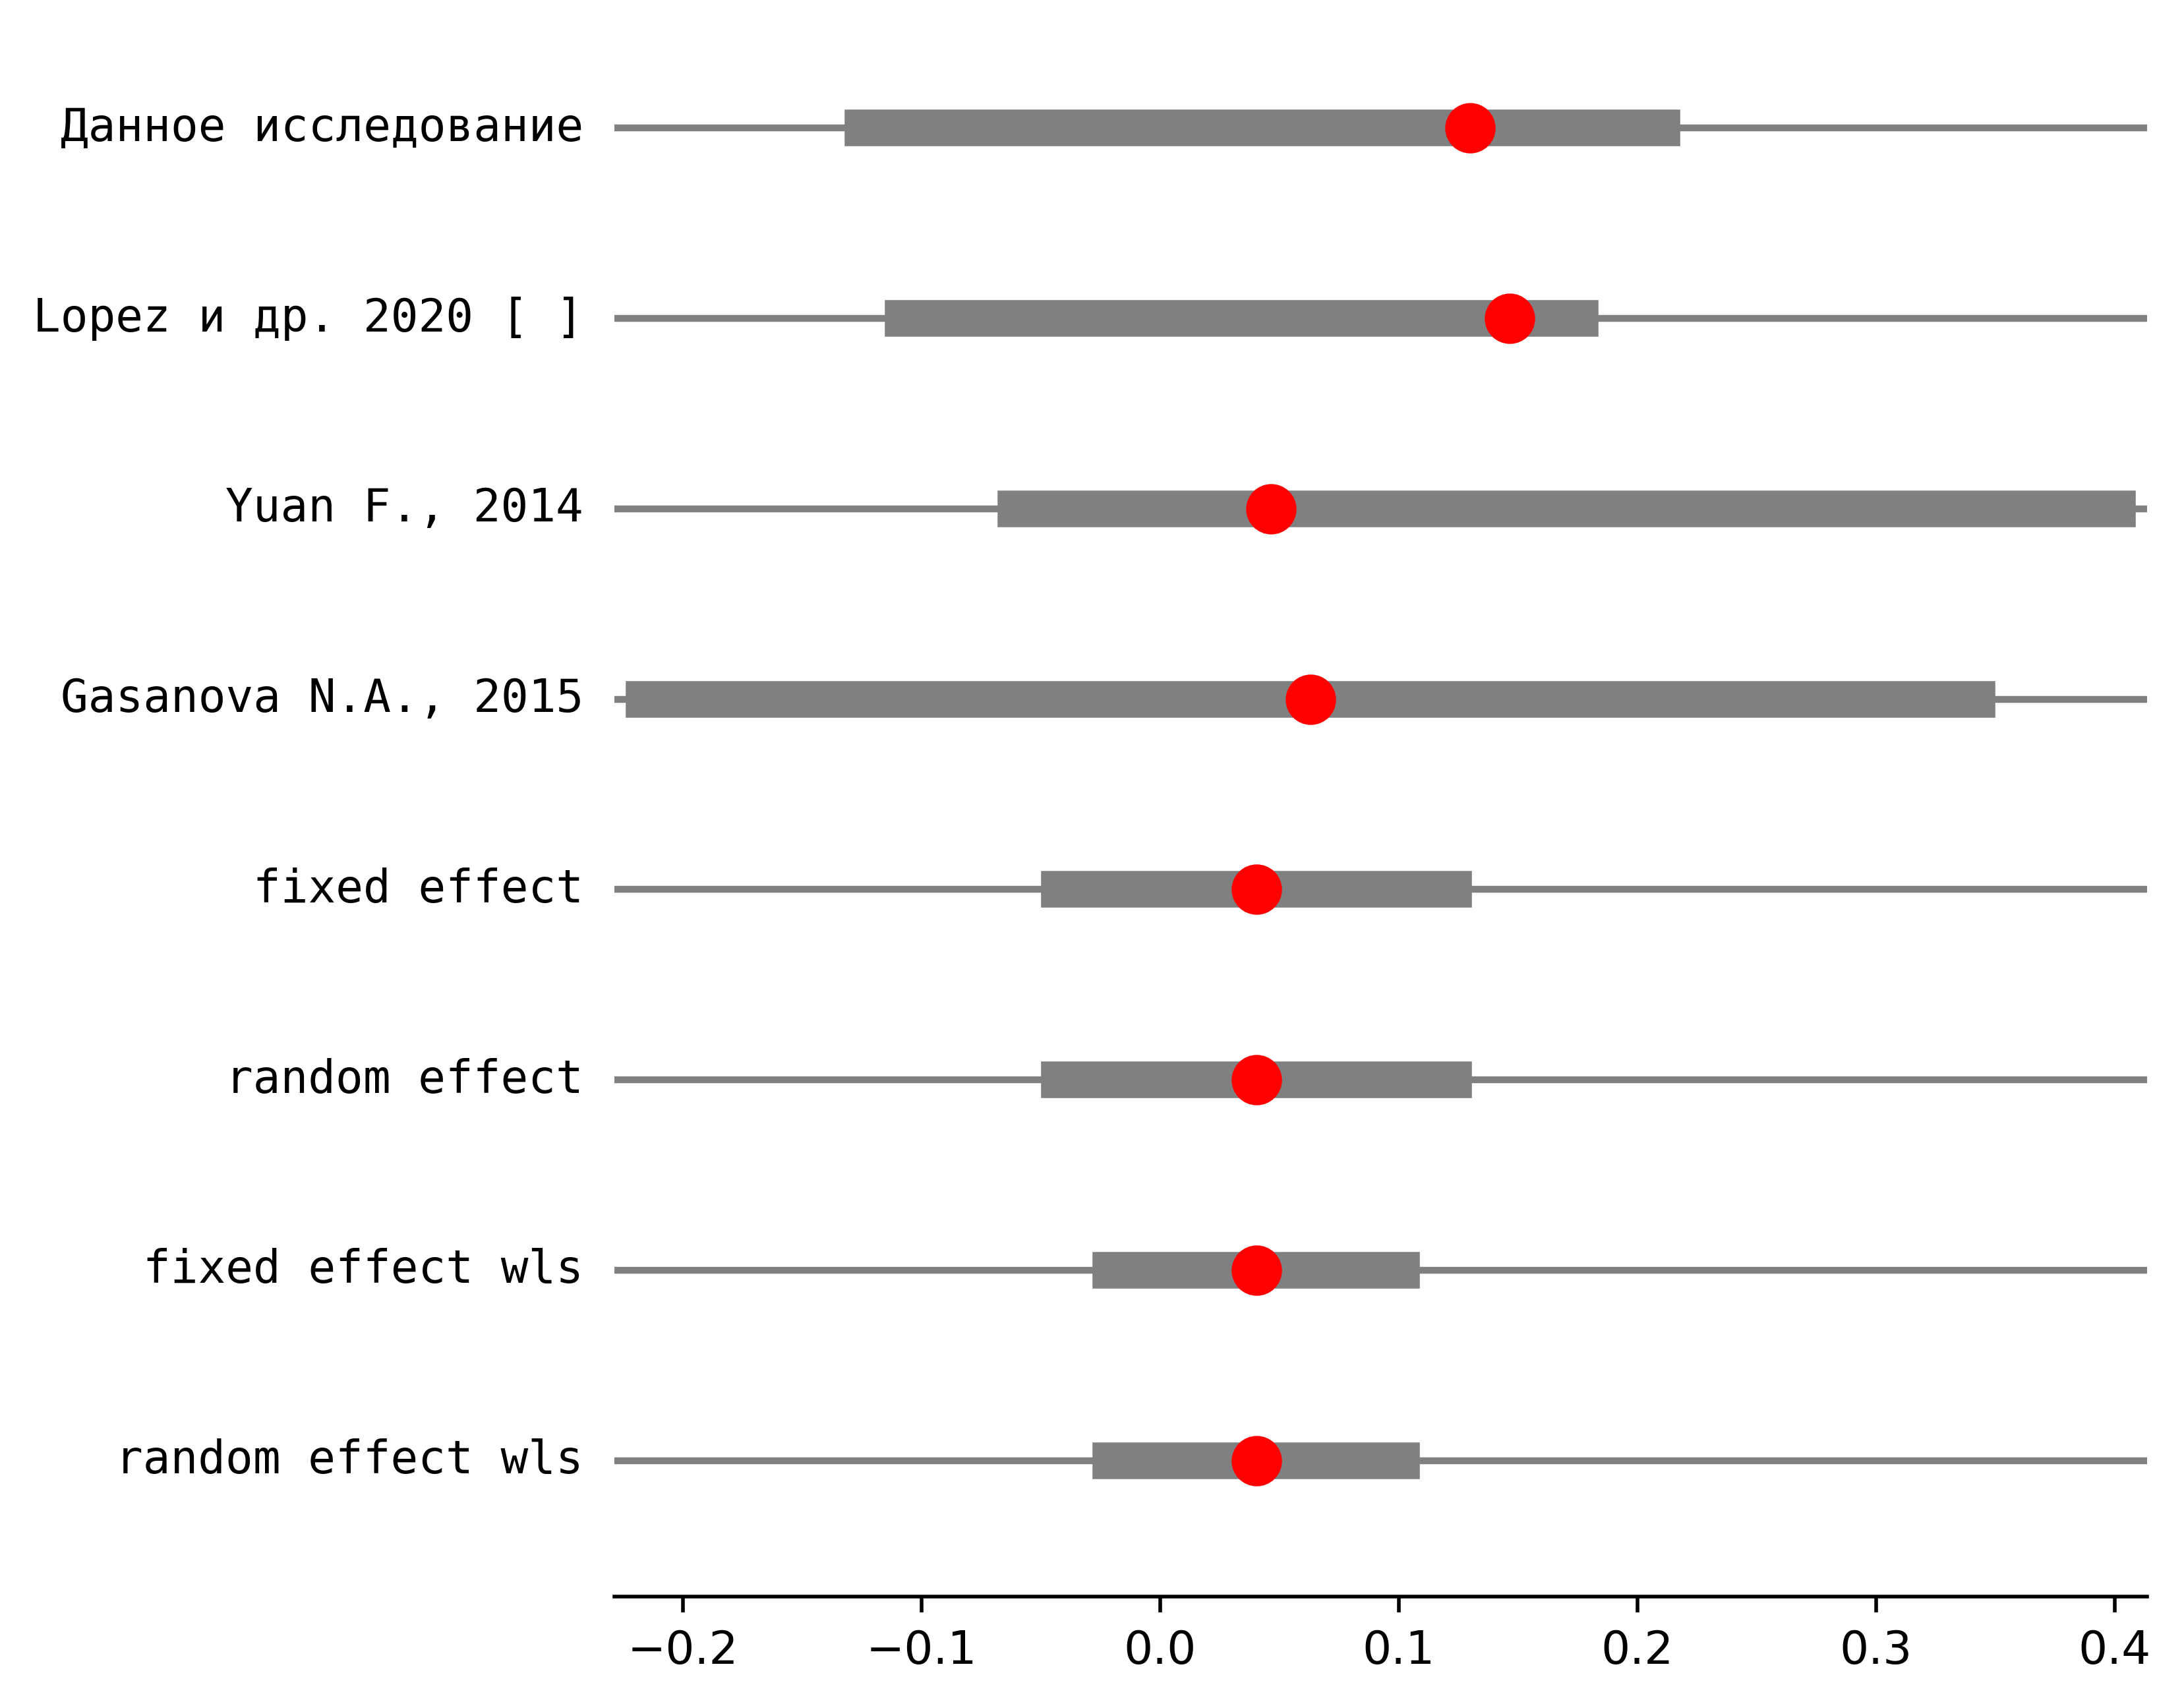 Данное исследование
Lopez и др. 2020 [ ]
Yuan F., 2014
Gasanova N.A., 2015
fixed effect
random effect
fixed effect wls
random effect wls
−0.2 −0.1 0.0 0.1 0.2 0.3 0.4